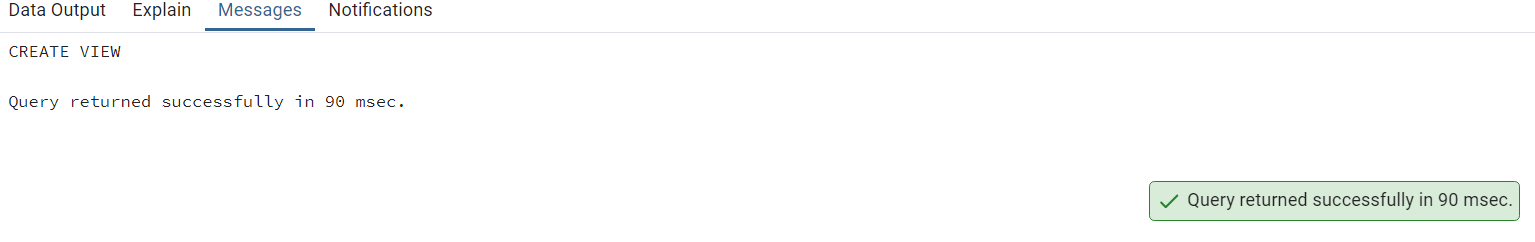 Data Output Explain Messages Notifications
CREATE VIEW
Query returned successfully in 90 msec.
Query returned successfully in 90 msec.